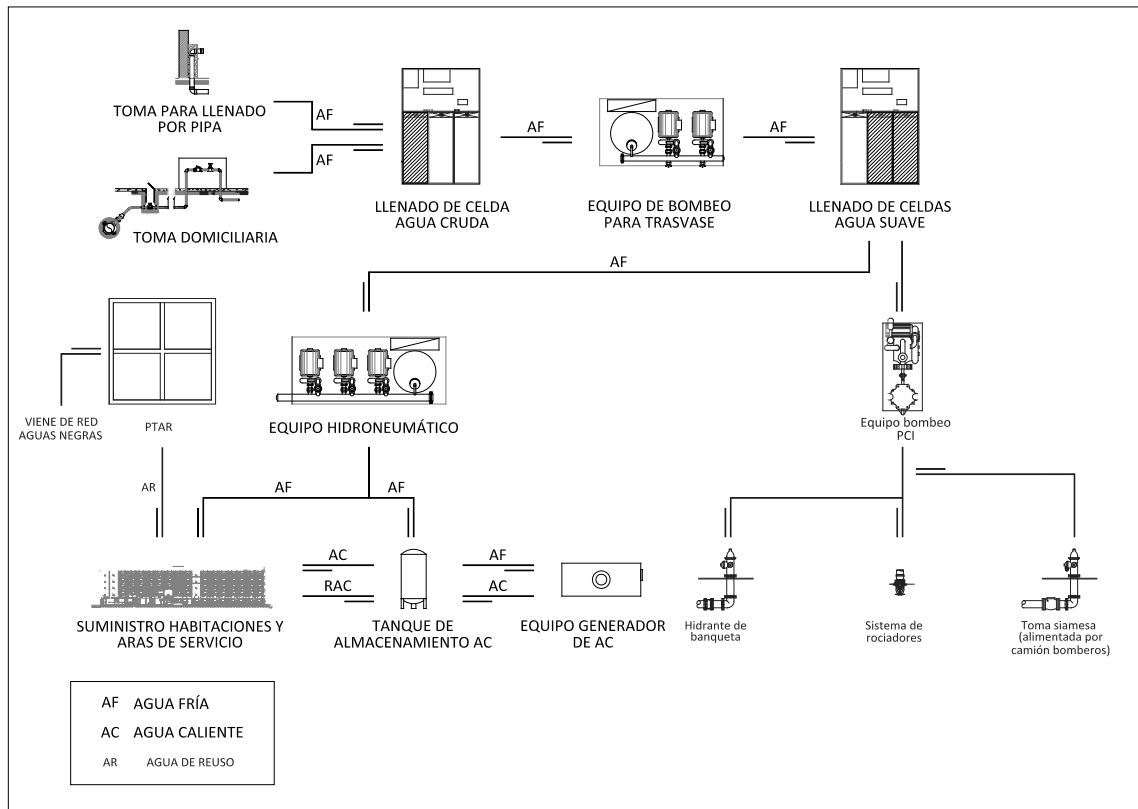 TOMA PARA LLENADO
POR PIPA
AF
AF
TOMA DOMICILIARIA
LLENADO DE CELDA
AGUA CRUDA
AF
EQUIPO DE BOMBEO
PARA TRASVASE
AF
LLENADO DE CELDAS
AGUA SUAVE
AF
VIENE DE RED
AGUAS NEGRAS
PTAR
EQUIPO HIDRONEUMÁTICO
Equipo bombeo
PCI
AR
AF
AF
AC
RAC
AF
AC
SUMINISTRO HABITACIONES Y
ARAS DE SERVICIO
TANQUE DE
ALMACENAMIENTO AC
EQUIPO GENERADOR
DE AC
Hidrante de
banqueta
Sistema de
rociadores
Toma siamesa
(alimentada por
camión bomberos)
AF AGUA FRÍA
AC AGUA CALIENTE
AR AGUA DE REUSO